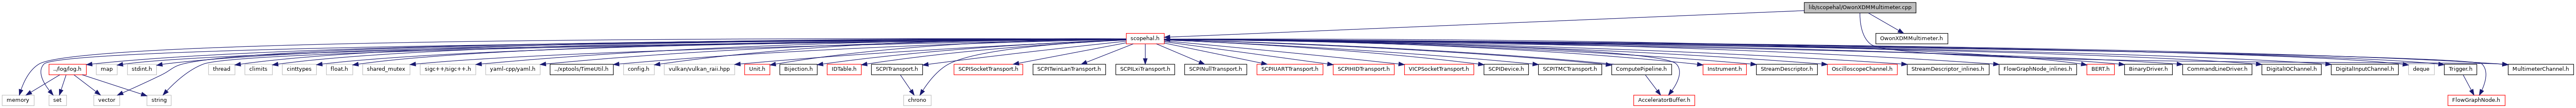 lib/scopehal/OwonXDMMultimeter.cpp
scopehal.h
OwonXDMMultimeter.h
../log/log.h
map
stdint.h
thread
climits
cinttypes
float.h
shared_mutex
sigc++/sigc++.h
yaml-cpp/yaml.h
../xptools/TimeUtil.h
config.h
vulkan/vulkan_raii.hpp
Unit.h
Bijection.h
IDTable.h
SCPITransport.h
SCPISocketTransport.h
SCPITwinLanTransport.h
SCPILxiTransport.h
SCPINullTransport.h
SCPIUARTTransport.h
SCPIHIDTransport.h
VICPSocketTransport.h
SCPIDevice.h
SCPITMCTransport.h
ComputePipeline.h
Instrument.h
StreamDescriptor.h
OscilloscopeChannel.h
StreamDescriptor_inlines.h
FlowGraphNode_inlines.h
BERT.h
BinaryDriver.h
CommandLineDriver.h
DigitalIOChannel.h
DigitalInputChannel.h
deque
Trigger.h
MultimeterChannel.h
memory
set
vector
string
chrono
AcceleratorBuffer.h
FlowGraphNode.h